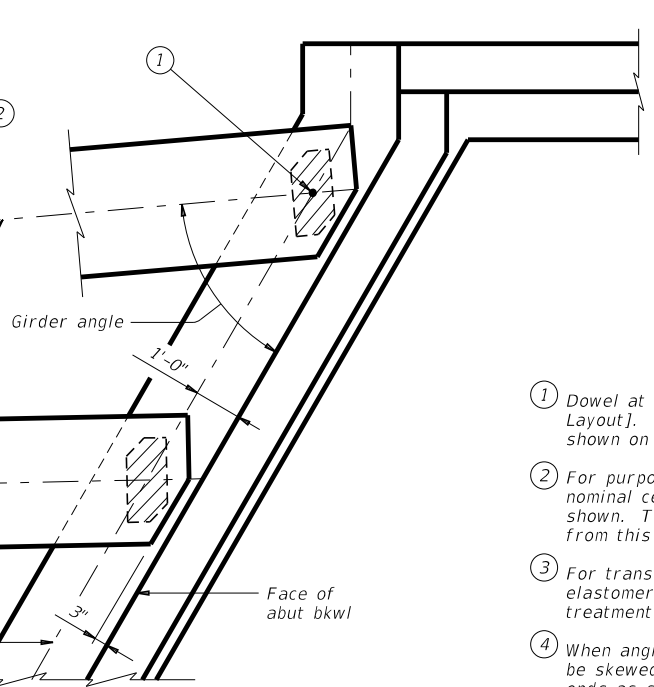 1
2
Girder angle
1'-0"
Face of
abut bkwl
3"
1 Dowel at
Layout].
shown on
2 For purpo
nominal ce
shown. T
from this
3 For trans
elastomer
treatment
4 When angl
be skewed